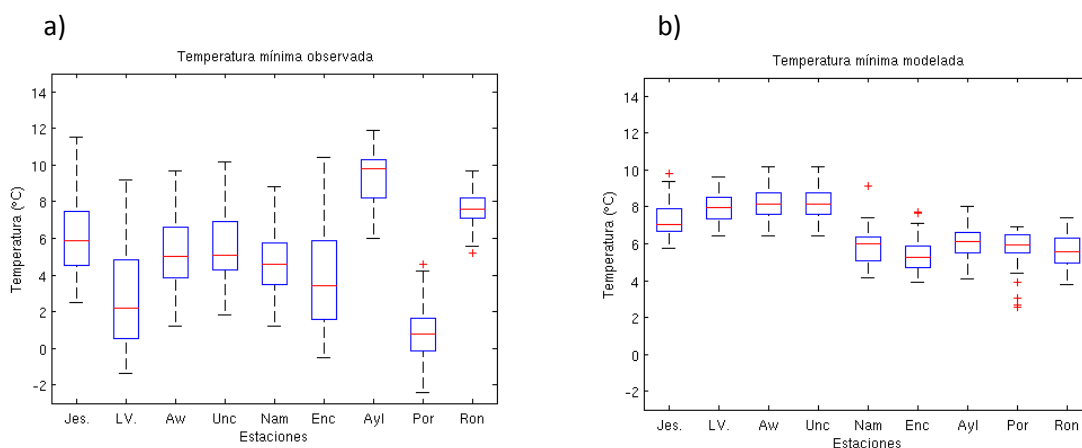 a)
Temperatura mínima observada
14
12
10
8
6
4
2
0
-2
Temperatura (ºC)
Jes. LV. Aw Unc Nam Enc Ayl Por Ron
Estaciones
b)
Temperatura mínima modelada
14
12
10
8
6
4
2
0
-2
Temperatura (ºC)
Jes. LV. Aw Unc Nam Enc Ayl Por Ron
Estaciones